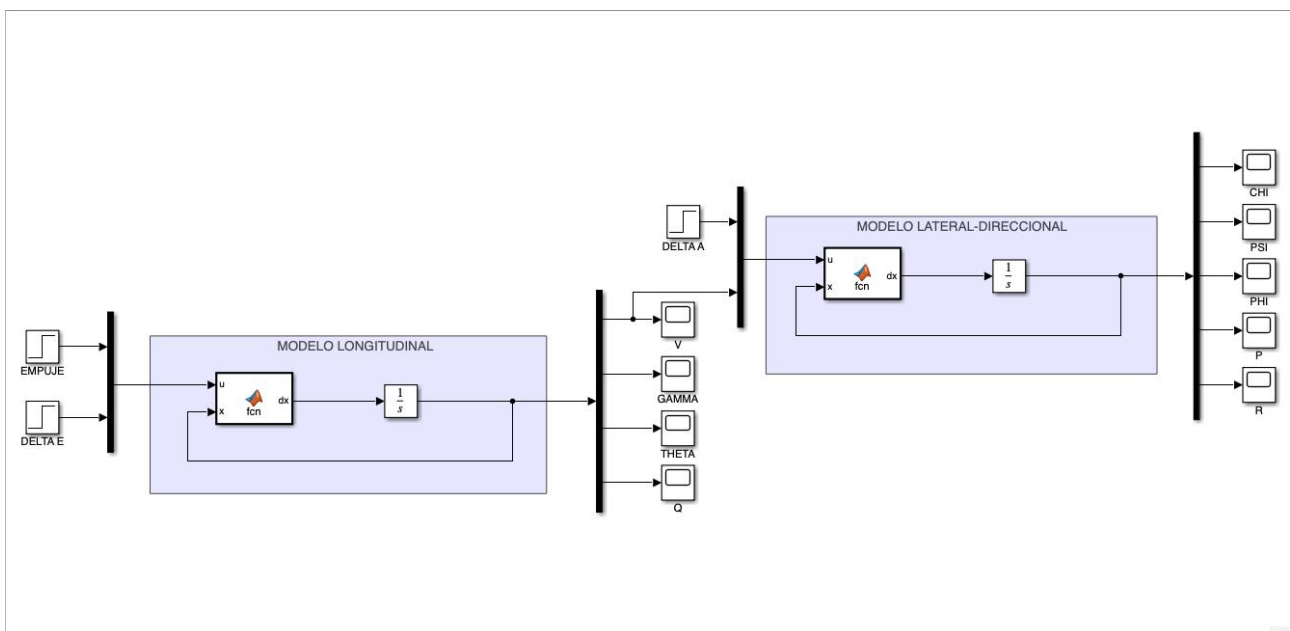 EMPUJE
DELTA E
MODELO LONGITUDINAL
u
x
dx
fcn
1
s
V
GAMMA
THETA
Q
DELTA A
MODELO LATERAL-DIRECCIONAL
u
x
dx
fcn
1
s
CHI
PSI
PHI
P
R